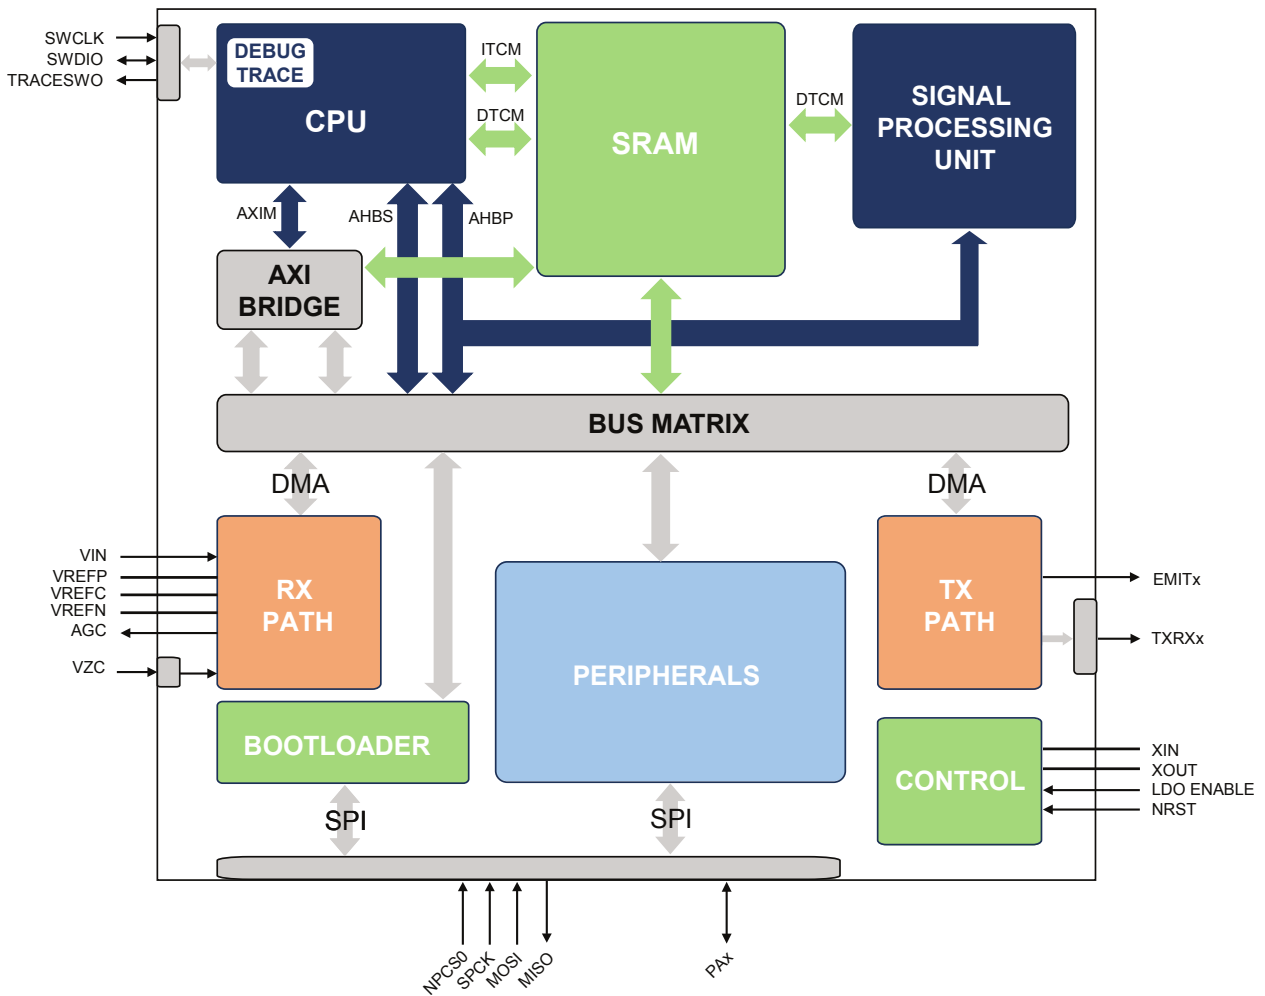 SWCLK
SWDIO
TRACESWO
DEBUG
TRACE
CPU
ITCM
DTCM
SRAM
DTCM
SIGNAL
PROCESSING
UNIT
AXIM
AHBS
AHBP
AXI
BRIDGE
BUS MATRIX
DMA
DMA
VIN
VREFP
VREFC
VREFN
AGC
VZC
RX
PATH
PERIPHERALS
TX
PATH
EMITx
TXRXx
BOOTLOADER
CONTROL
XIN
XOUT
LDO ENABLE
NRST
SPI
SPI
NPCS0
SPCK
MOSI
MISO
PAx